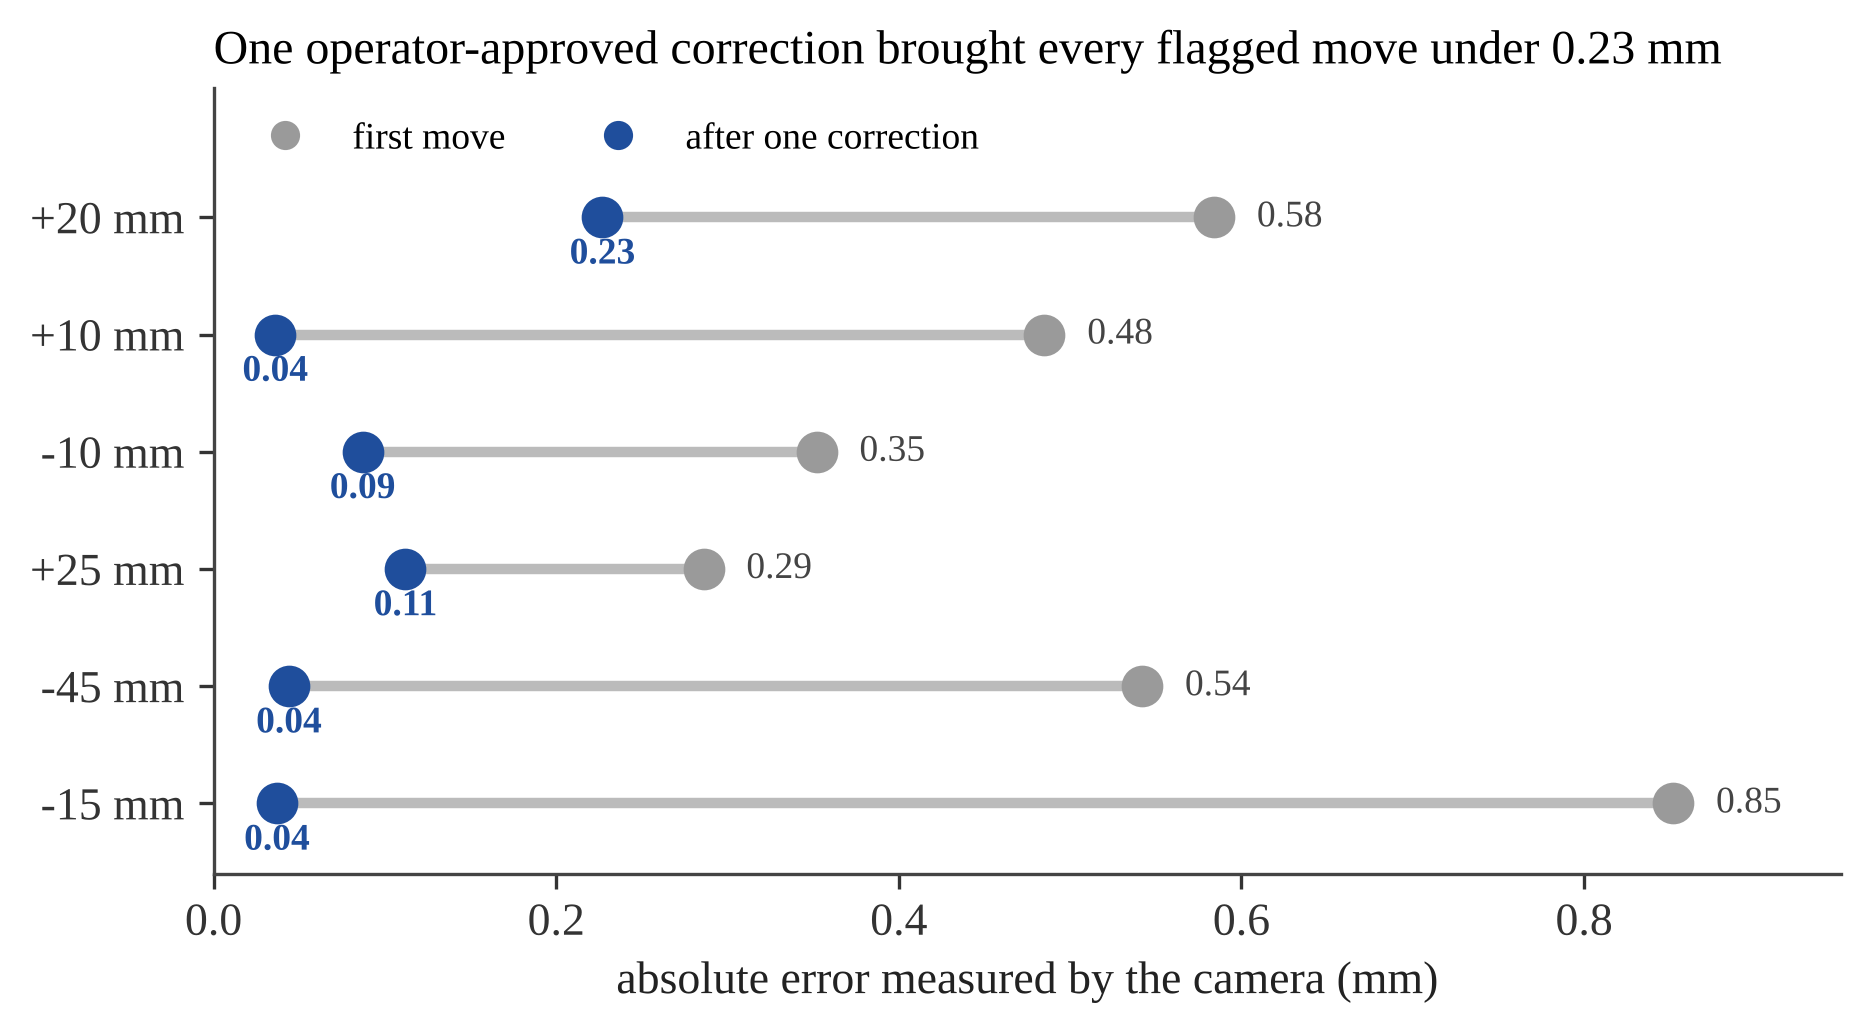 One operator-approved correction brought every flagged move under 0.23 mm
first move after one correction
+20 mm 0.58
0.23
+10 mm 0.48
0.04
-10 mm 0.35
0.09
+25 mm 0.29
0.11
-45 mm 0.54
0.04
-15 mm 0.85
0.04
0.0 0.2 0.4 0.6 0.8
absolute error measured by the camera (mm)